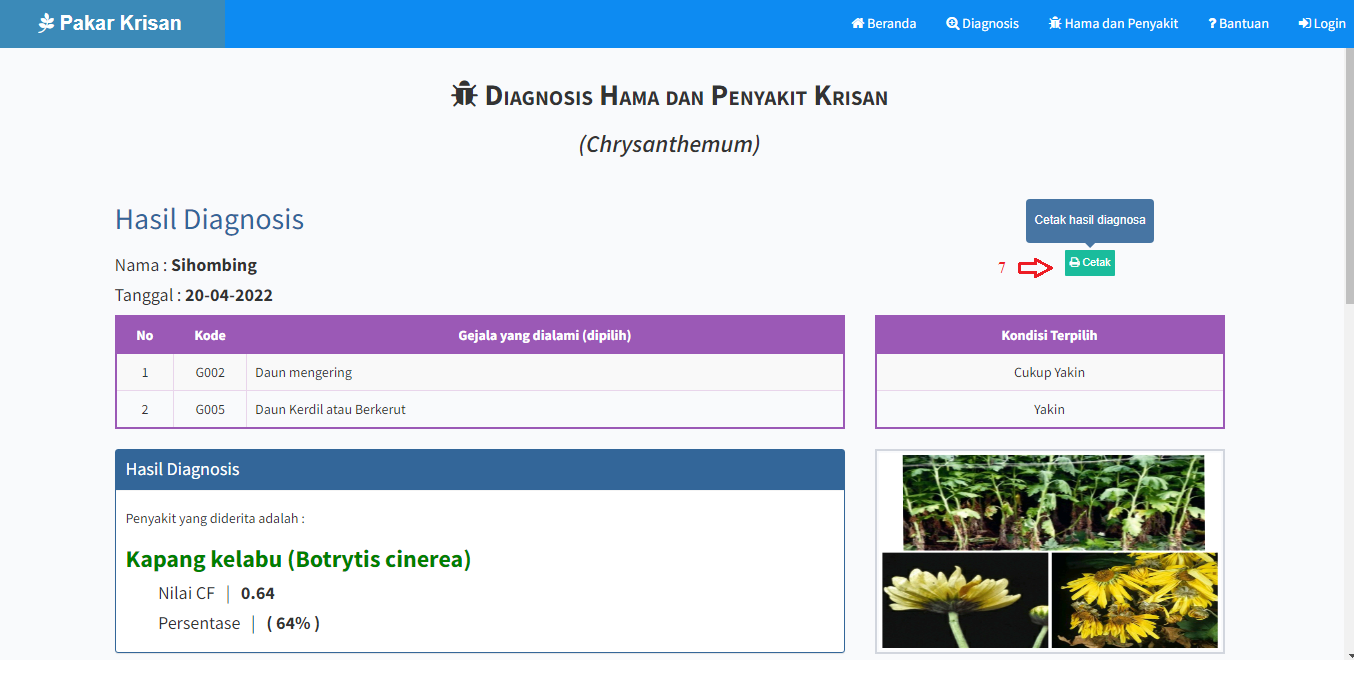 Pakar Krisan
Beranda Diagnosis Hama dan Penyakit ? Bantuan Login
Diagnosis Hama dan Penyakit Krisan
(Chrysanthemum)
Hasil Diagnosis
Cetak hasil diagnosa
Nama : Sihombing
7 Cetak
Tanggal : 20-04-2022
No Kode Gejala yang dialami (dipilih) Kondisi Terpilih
1 G002 Daun mengering Cukup Yakin
2 G005 Daun Kerdil atau Berkerut Yakin
Hasil Diagnosis
Penyakit yang diderita adalah :
Kapang kelabu (Botrytis cinerea)
Nilai CF | 0.64
Persentase | ( 64% )